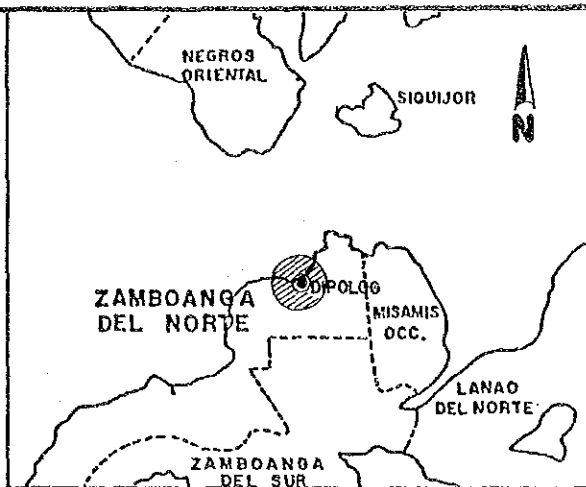 NEGROS
ORIENTAL
SIQUIJOR
N
DIPOLOG
ZAMBOANGA
DEL NORTE
MISAMIS
OCC.
LANAO
DEL NORTE
ZAMBOANGA
DEL SUR